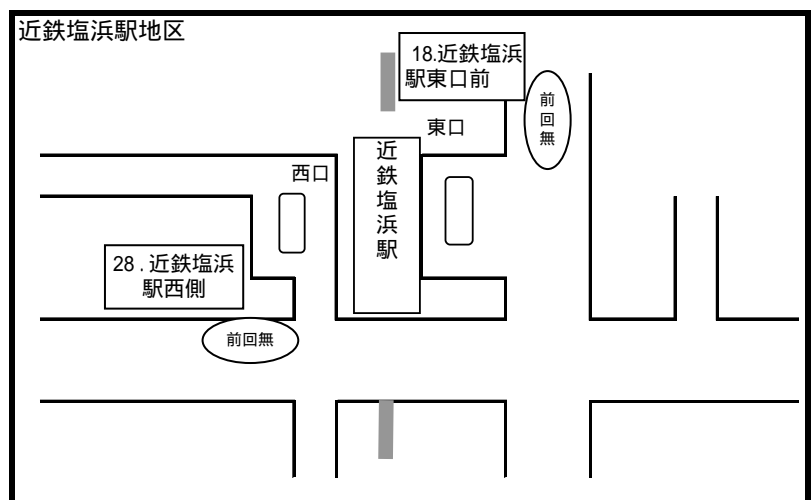 近鉄塩浜駅地区
18.近鉄塩浜
駅東口前
前回無
東口
近鉄塩浜駅
西口
28．近鉄塩浜
駅西側
前回無